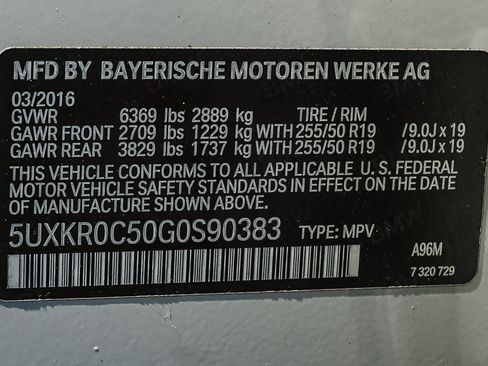 MFD BY BAYERISCHE MOTOREN WERKE AG
03/2016
GVWR 6369 lbs 2889 kg TIRE / RIM
GAWR FRONT 2709 lbs 1229 kg WITH 255/50 R19 /9.0J x 19
GAWR REAR 3829 lbs 1737 kg WITH 255/50 R19 /9.0J x 19
THIS VEHICLE CONFORMS TO ALL APPLICABLE U.S. FEDERAL
MOTOR VEHICLE SAFETY STANDARDS IN EFFECT ON THE DATE
OF MANUFACTURE SHOWN ABOVE.
5UXKR0C50G0S90383 TYPE: MPV
A96M
7 320 729